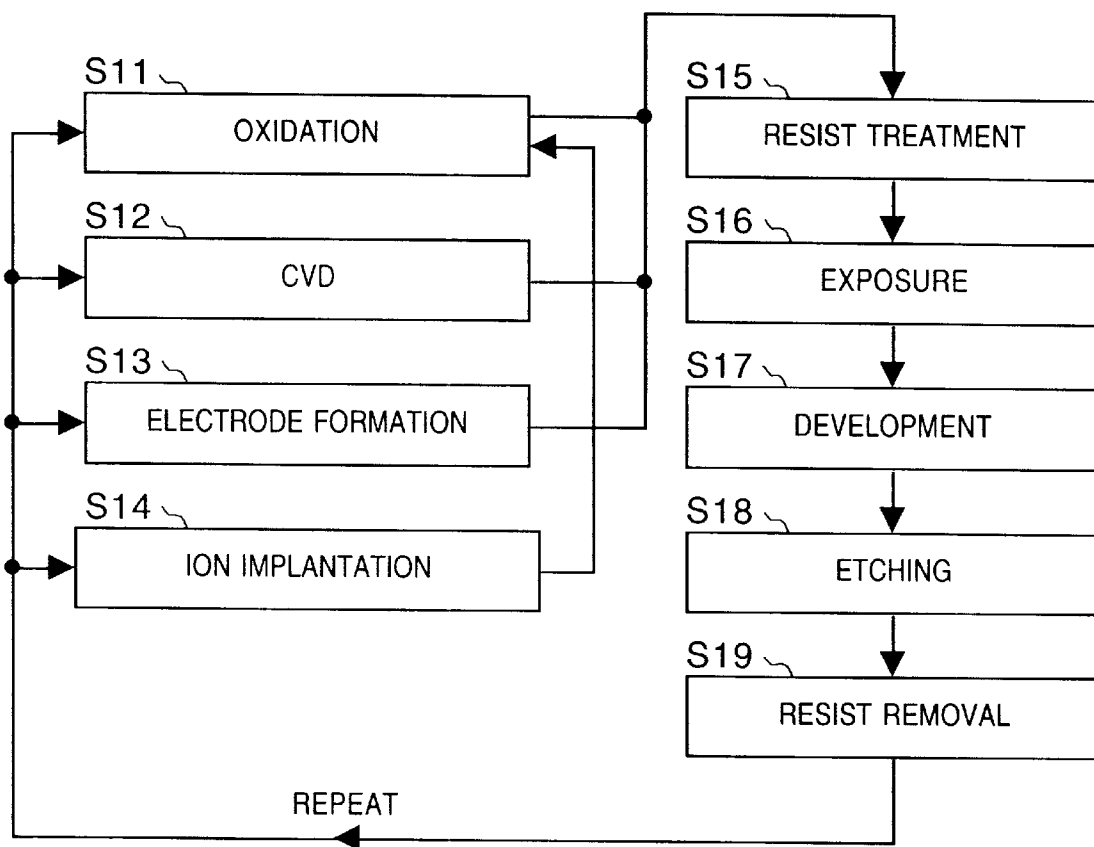 S11
OXIDATION
S12
CVD
S13
ELECTRODE FORMATION
S14
ION IMPLANTATION
S15
RESIST TREATMENT
S16
EXPOSURE
S17
DEVELOPMENT
S18
ETCHING
S19
RESIST REMOVAL
REPEAT